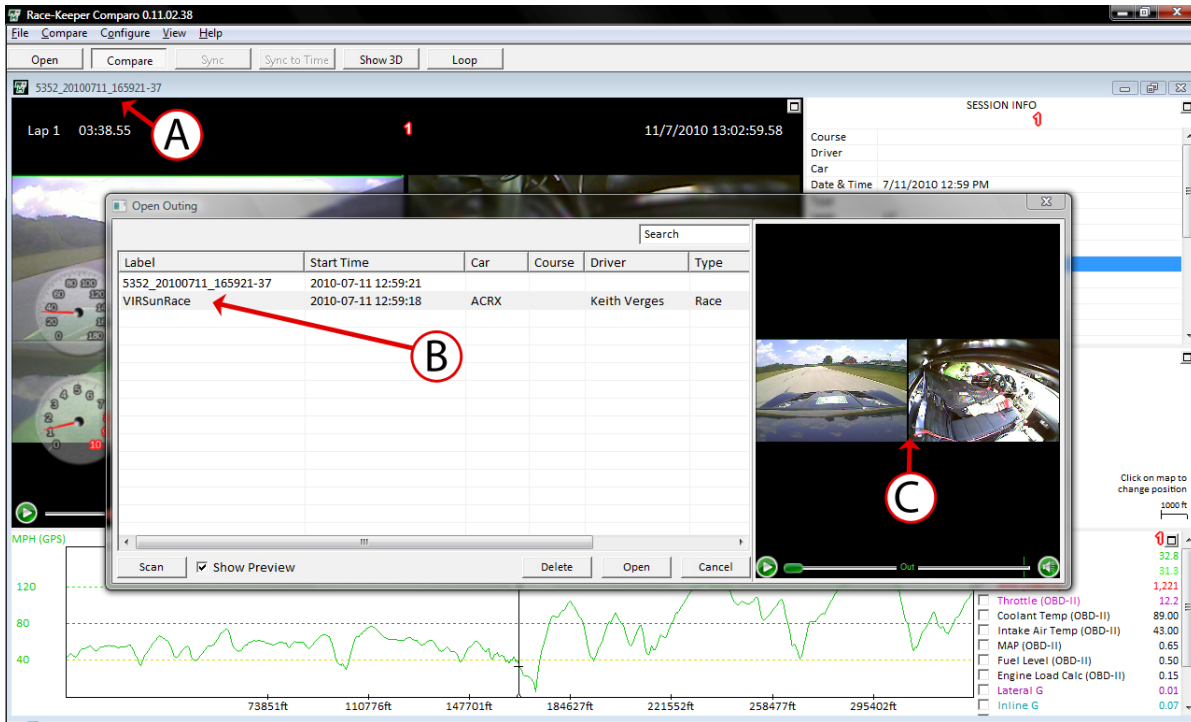 Race-Keeper Comparo 0.11.02.38
File Compare Configure View Help
Open Compare Sync Sync to Time Show 3D Loop
5352_20100711_165921-37
A
Lap 1 03:38.55
1
11/7/2010 13:02:59.58
SESSION INFO
1
Course
Driver
Car
Date & Time 7/11/2010 12:59 PM
Open Outing
Search
Label Start Time Car Course Driver Type
5352_20100711_165921-37 2010-07-11 12:59:21
VIRSunRace 2010-07-11 12:59:18 ACRX Keith Verges Race
B
C
Scan Show Preview Delete Open Cancel
Out
Click on map to
change position
1000 ft
MPH (GPS)
120
80
40
73851ft 110776ft 147701ft 184627ft 221552ft 258477ft 295402ft
1
32.8
31.3
1,221
Throttle (OBD-II) 12.2
Coolant Temp (OBD-II) 89.00
Intake Air Temp (OBD-II) 43.00
MAP (OBD-II) 0.65
Fuel Level (OBD-II) 0.50
Engine Load Calc (OBD-II) 0.15
Lateral G 0.01
Inline G 0.07